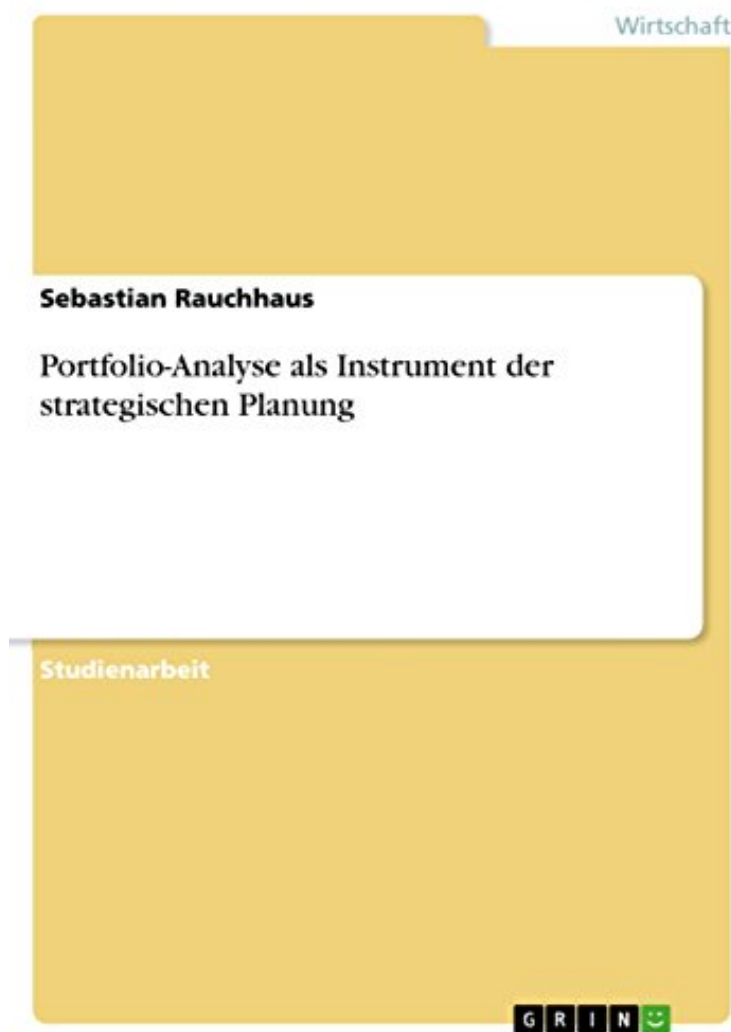 Wirtschaft
Sebastian Rauchhaus
Portfolio-Analyse als Instrument der
strategischen Planung
Studienarbeit
GRIN